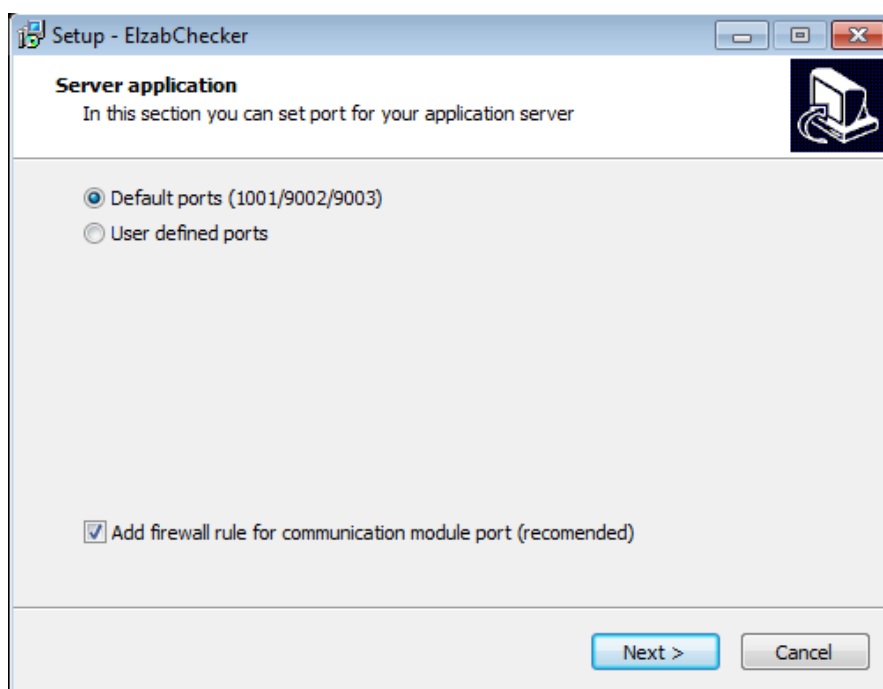 Setup - ElzabChecker
Server application
In this section you can set port for your application server
Default ports (1001/9002/9003)
User defined ports
Add firewall rule for communication module port (recomended)
Next >
Cancel